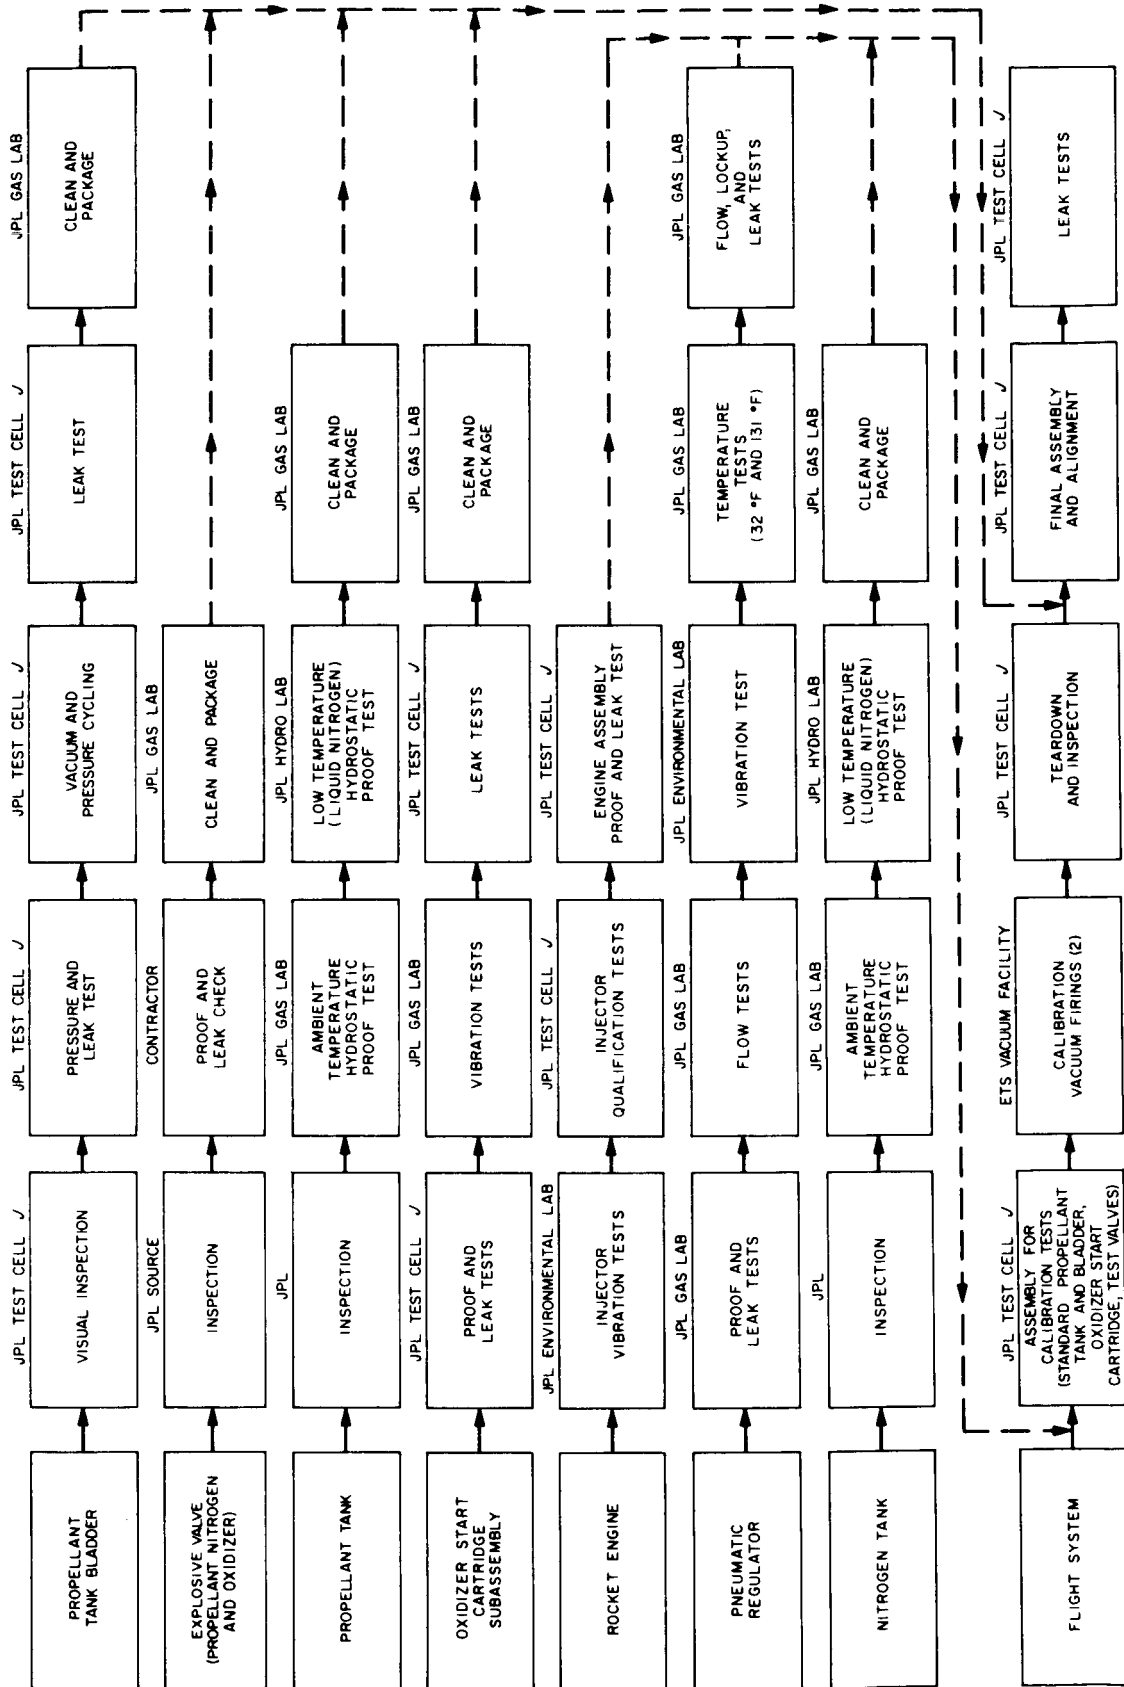 PROPELLANT
TANK BLADDER
JPL TEST CELL J
VISUAL INSPECTION
JPL TEST CELL J
PRESSURE AND
LEAK TEST
JPL TEST CELL J
VACUUM AND
PRESSURE CYCLING
JPL TEST CELL J
LEAK TEST
JPL GAS LAB
CLEAN AND
PACKAGE
EXPLOSIVE VALVE
(PROPELLANT NITROGEN
AND OXIDIZER)
JPL SOURCE
INSPECTION
CONTRACTOR
PROOF AND
LEAK CHECK
JPL GAS LAB
CLEAN AND PACKAGE
PROPELLANT TANK
JPL
INSPECTION
JPL GAS LAB
AMBIENT
TEMPERATURE
HYDROSTATIC
PROOF TEST
JPL HYDRO LAB
LOW TEMPERATURE
(LIQUID NITROGEN)
HYDROSTATIC
PROOF TEST
JPL GAS LAB
CLEAN AND
PACKAGE
OXIDIZER START
CARTRIDGE
SUBASSEMBLY
JPL TEST CELL J
PROOF AND
LEAK TESTS
JPL GAS LAB
VIBRATION TESTS
JPL TEST CELL J
LEAK TESTS
JPL GAS LAB
CLEAN AND
PACKAGE
ROCKET ENGINE
JPL ENVIRONMENTAL LAB
INJECTOR
VIBRATION TESTS
JPL TEST CELL J
INJECTOR
QUALIFICATION TESTS
JPL TEST CELL J
ENGINE ASSEMBLY
PROOF AND LEAK TEST
PNEUMATIC
REGULATOR
JPL GAS LAB
PROOF AND
LEAK TESTS
JPL GAS LAB
FLOW TESTS
JPL ENVIRONMENTAL LAB
VIBRATION TEST
JPL GAS LAB
TEMPERATURE
TESTS
(32 °F AND 131 °F)
JPL GAS LAB
FLOW, LOCKUP,
AND
LEAK TESTS
NITROGEN TANK
JPL
INSPECTION
JPL GAS LAB
AMBIENT
TEMPERATURE
HYDROSTATIC
PROOF TEST
JPL HYDRO LAB
LOW TEMPERATURE
(LIQUID NITROGEN)
HYDROSTATIC
PROOF TEST
JPL GAS LAB
CLEAN AND
PACKAGE
FLIGHT SYSTEM
JPL TEST CELL J
ASSEMBLY FOR
CALIBRATION TESTS
(STANDARD PROPELLANT
TANK AND BLADDER,
OXIDIZER START
CARTRIDGE, TEST VALVES)
ETS VACUUM FACILITY
CALIBRATION
VACUUM FIRINGS (2)
JPL TEST CELL J
TEARDOWN
AND INSPECTION
JPL TEST CELL J
FINAL ASSEMBLY
AND ALIGNMENT
JPL TEST CELL J
LEAK TESTS